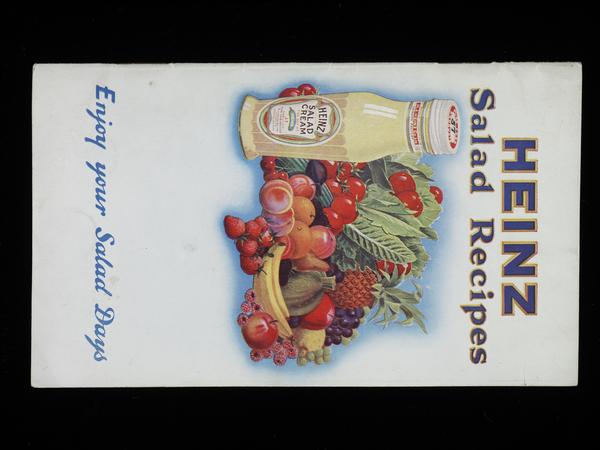 HEINZ
Salad Recipes
HEINZ
SALAD
CREAM
57
Enjoy your Salad Days